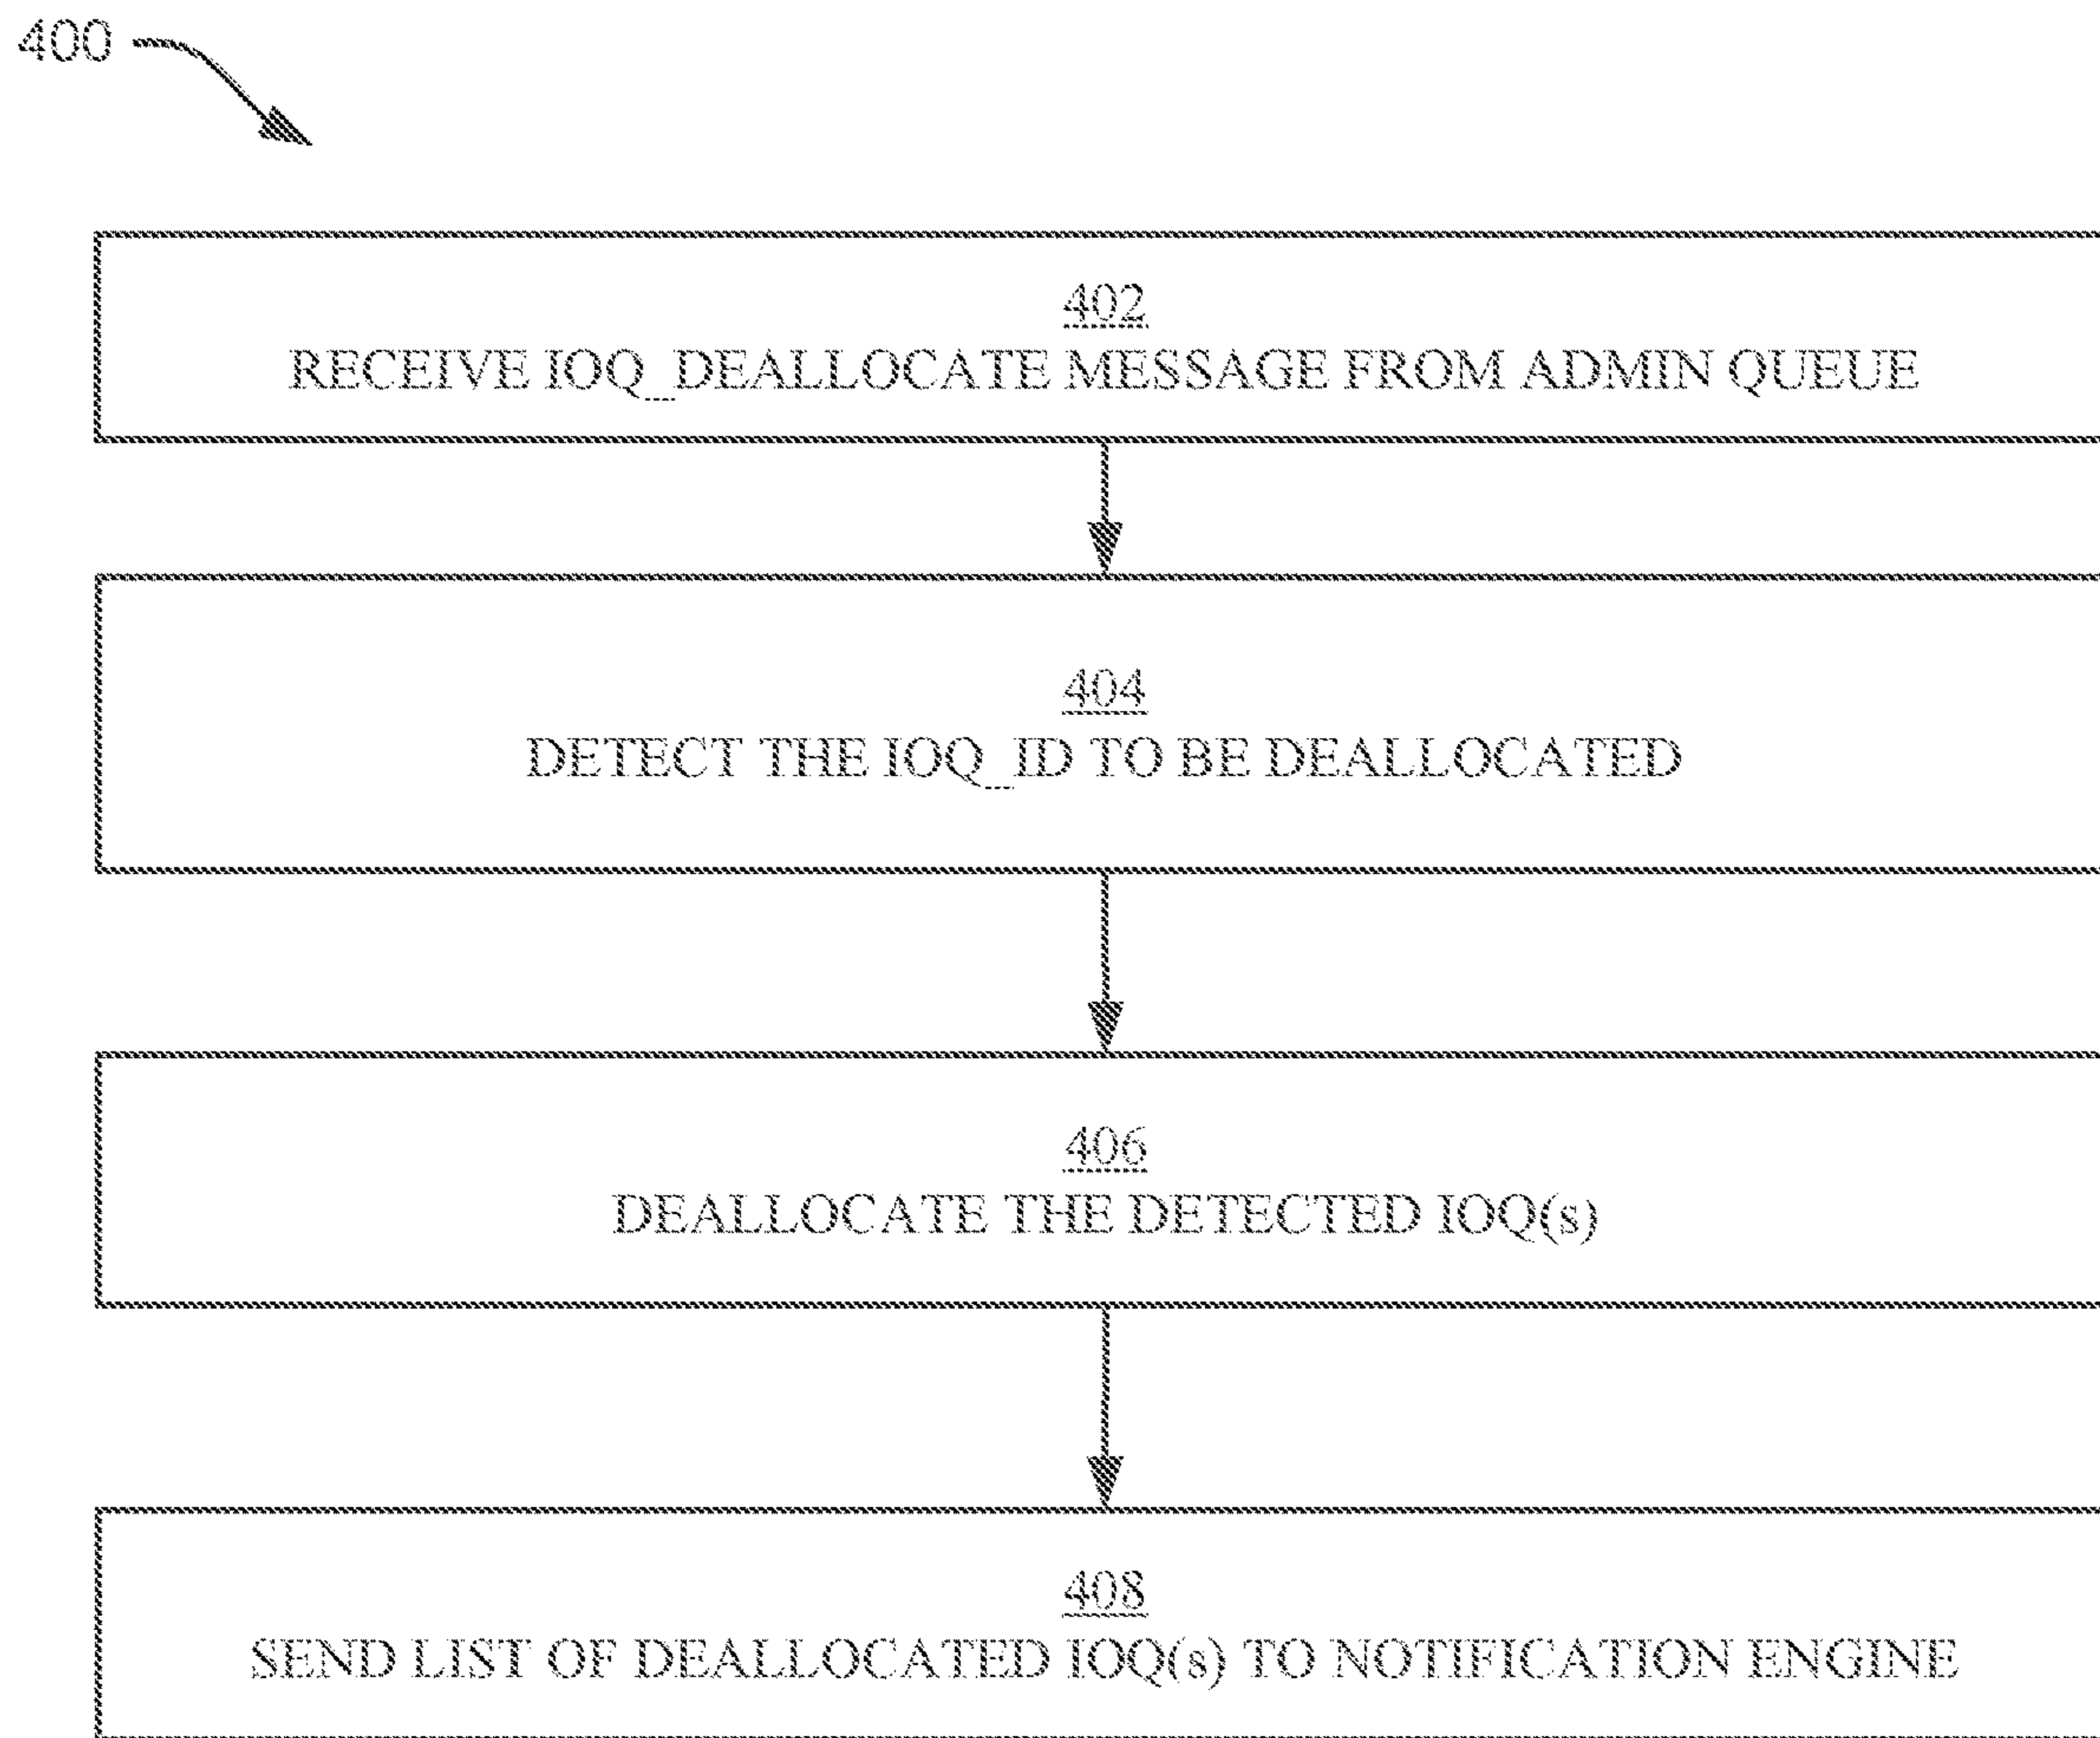 400
402
RECEIVE IOQ_DEALLOCATE MESSAGE FROM ADMIN QUEUE
404
DETECT THE IOQ_ID TO BE DEALLOCATED
406
DEALLOCATE THE DETECTED IOQ(s)
408
SEND LIST OF DEALLOCATED IOQ(s) TO NOTIFICATION ENGINE